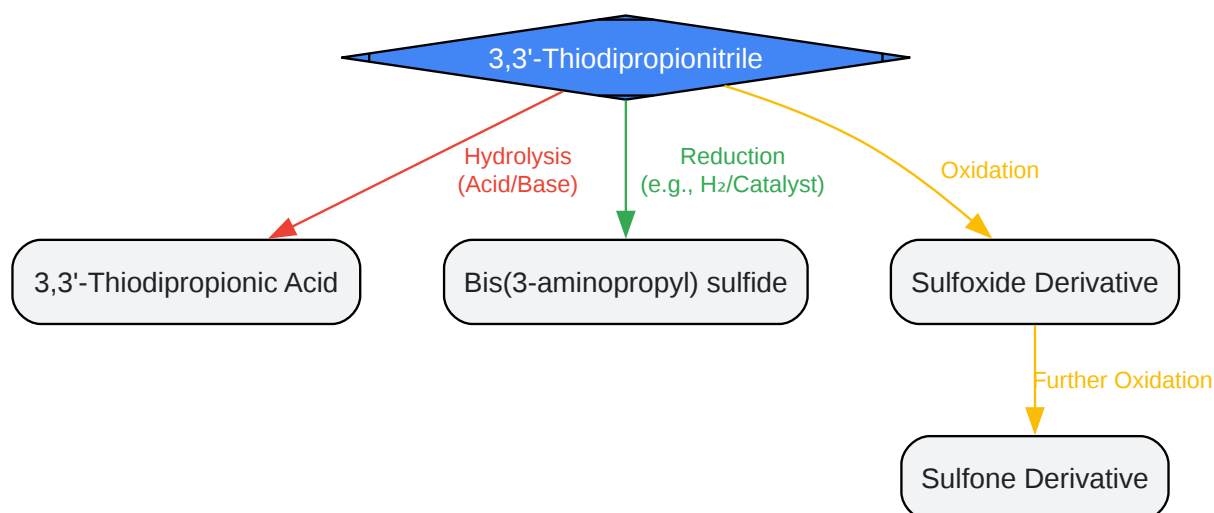 3,3'-Thiodipropionitrile
Hydrolysis
(Acid/Base)
Reduction
(e.g., H₂/Catalyst)
Oxidation
3,3'-Thiodipropionic Acid
Bis(3-aminopropyl) sulfide
Sulfoxide Derivative
Further Oxidation
Sulfone Derivative